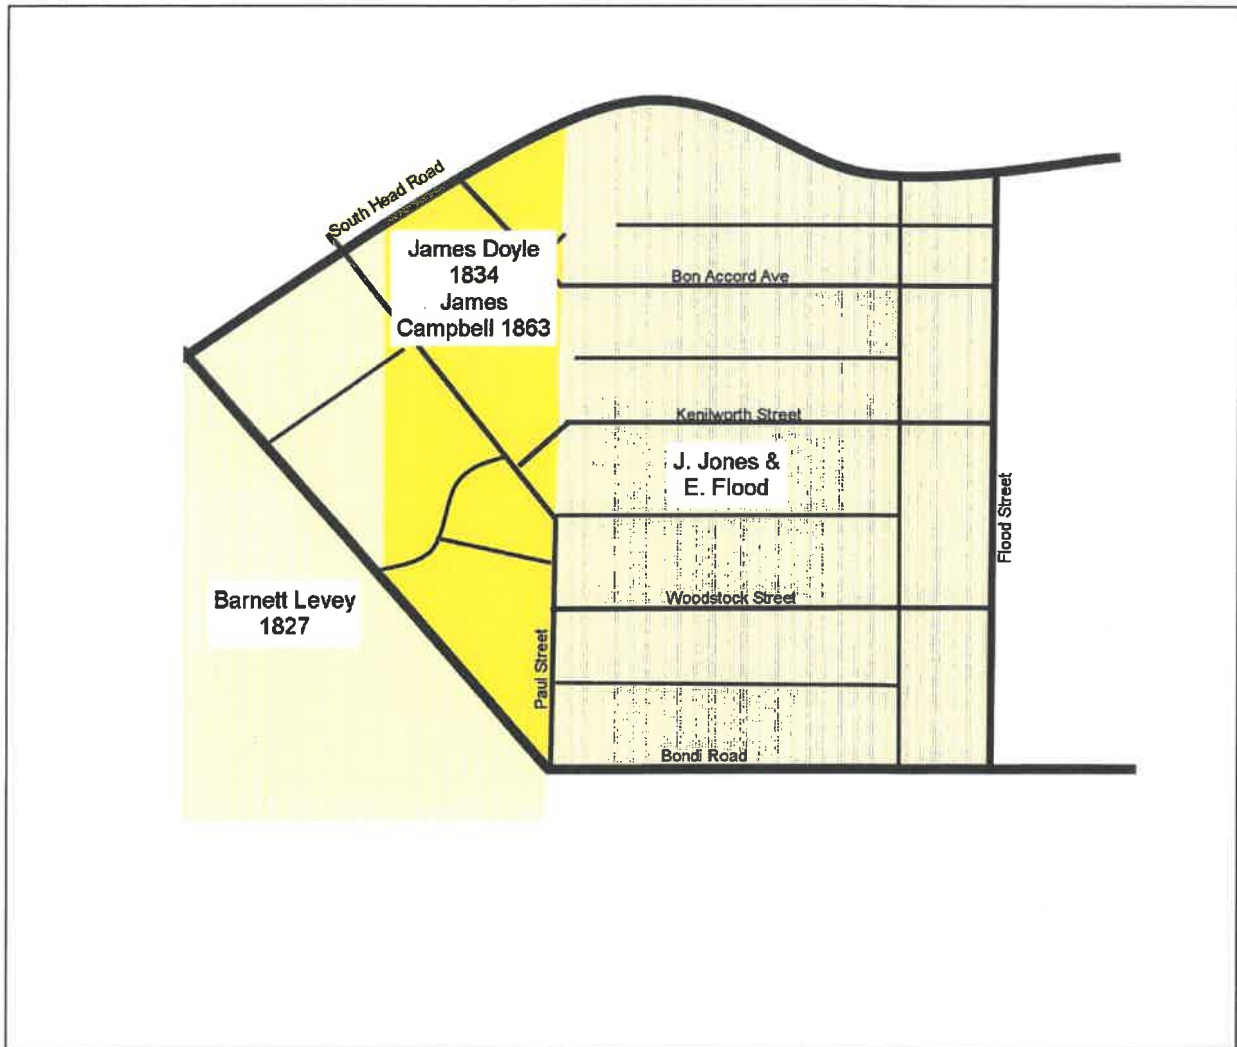 South Head Road
James Doyle
1834
James
Campbell 1863
Bon Accord Ave
Kenilworth Street
J. Jones &
E. Flood
Flood Street
Barnett Levey
1827
Woodstock Street
Paul Street
Bondi Road